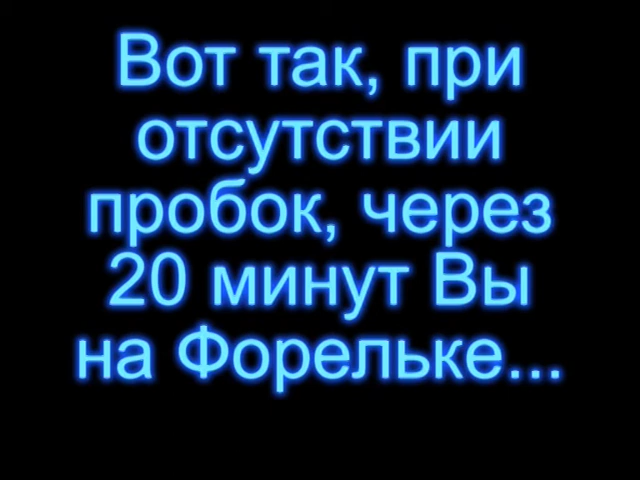 Вот так, при
отсутствии
пробок, через
20 минут Вы
на Форельке...